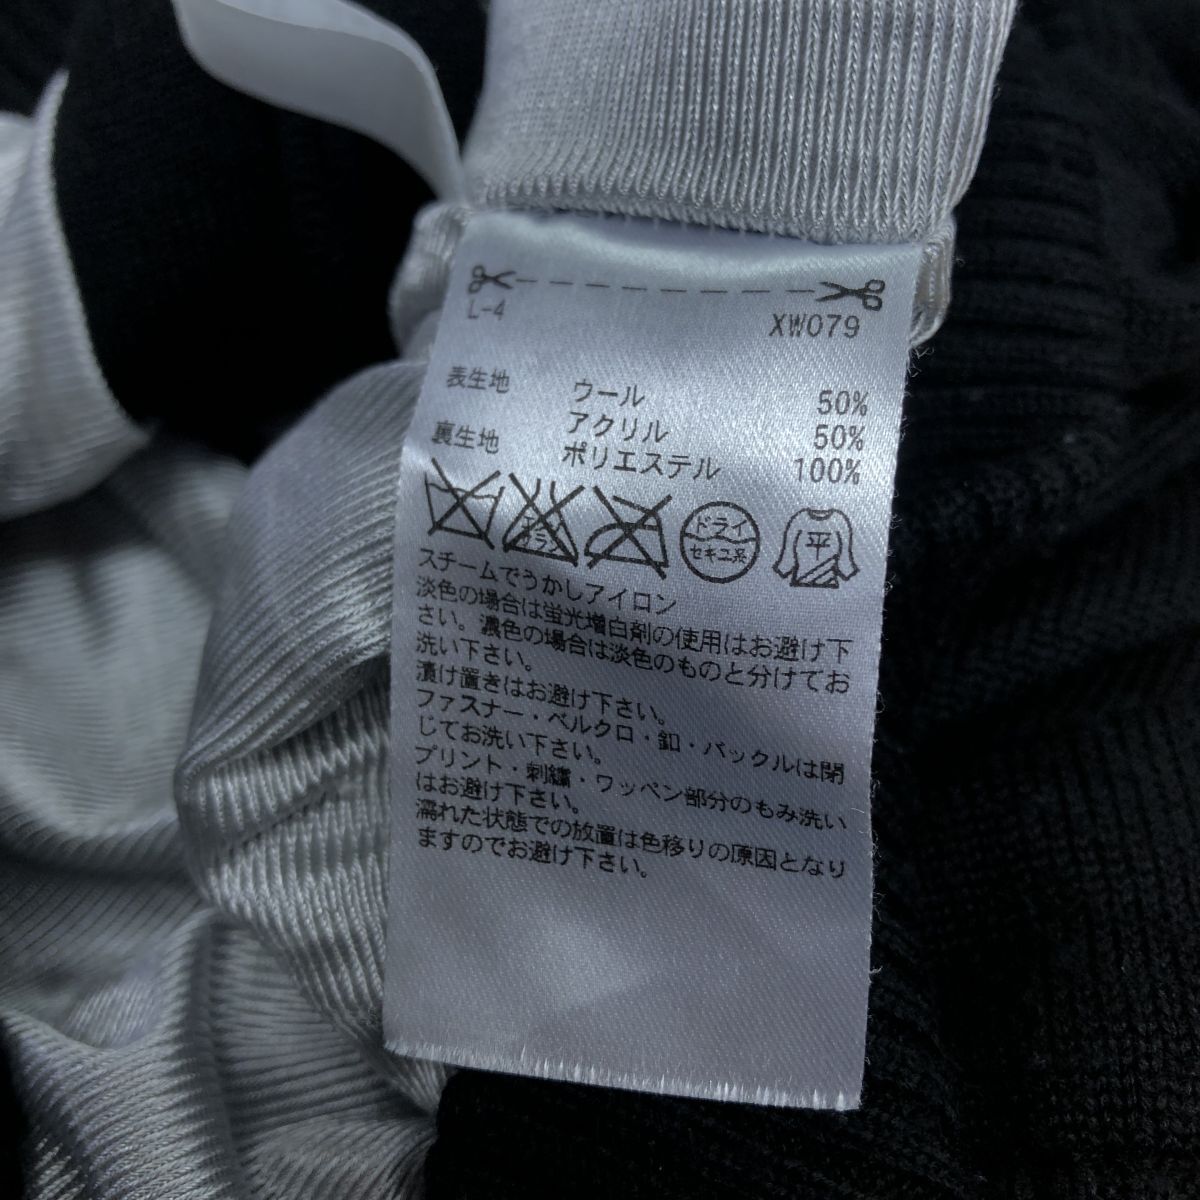 L-4 XW079
表生地 ウール 50%
アクリル 50%
裏生地 ポリエステル 100%
エンソ サラシ ドライ セキユ系 平
スチームでうかしアイロン
淡色の場合は蛍光増白剤の使用はお避け下
さい。濃色の場合は淡色のものと分けてお
洗い下さい。
漬け置きはお避け下さい。
ファスナー・ベルクロ・釦・バックルは閉
じてお洗い下さい。
プリント・刺繍・ワッペン部分のもみ洗い
はお避け下さい。
濡れた状態での放置は色移りの原因となり
ますのでお避け下さい。